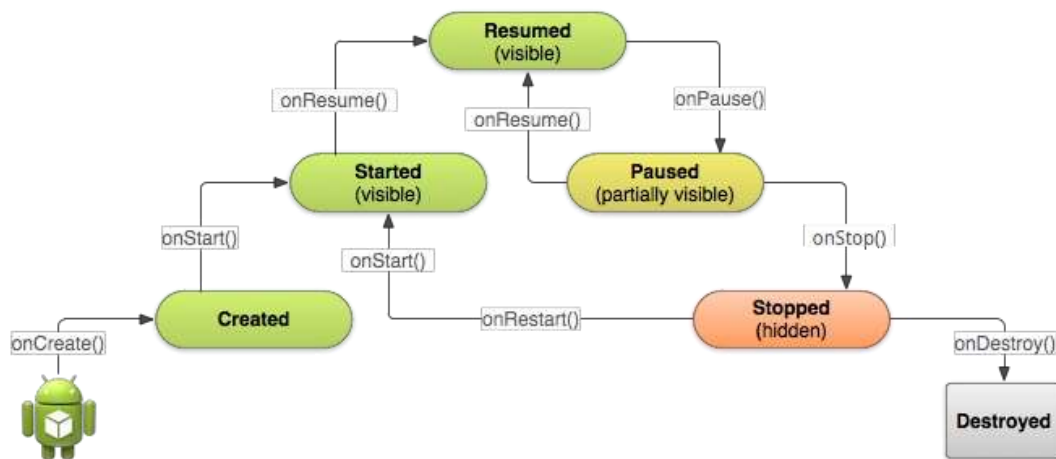 Resumed
(visible)
onResume()
onResume()
onPause()
Started
(visible)
Paused
(partially visible)
onStart()
onStart()
onStop()
Created
onRestart()
Stopped
(hidden)
onCreate()
onDestroy()
Destroyed